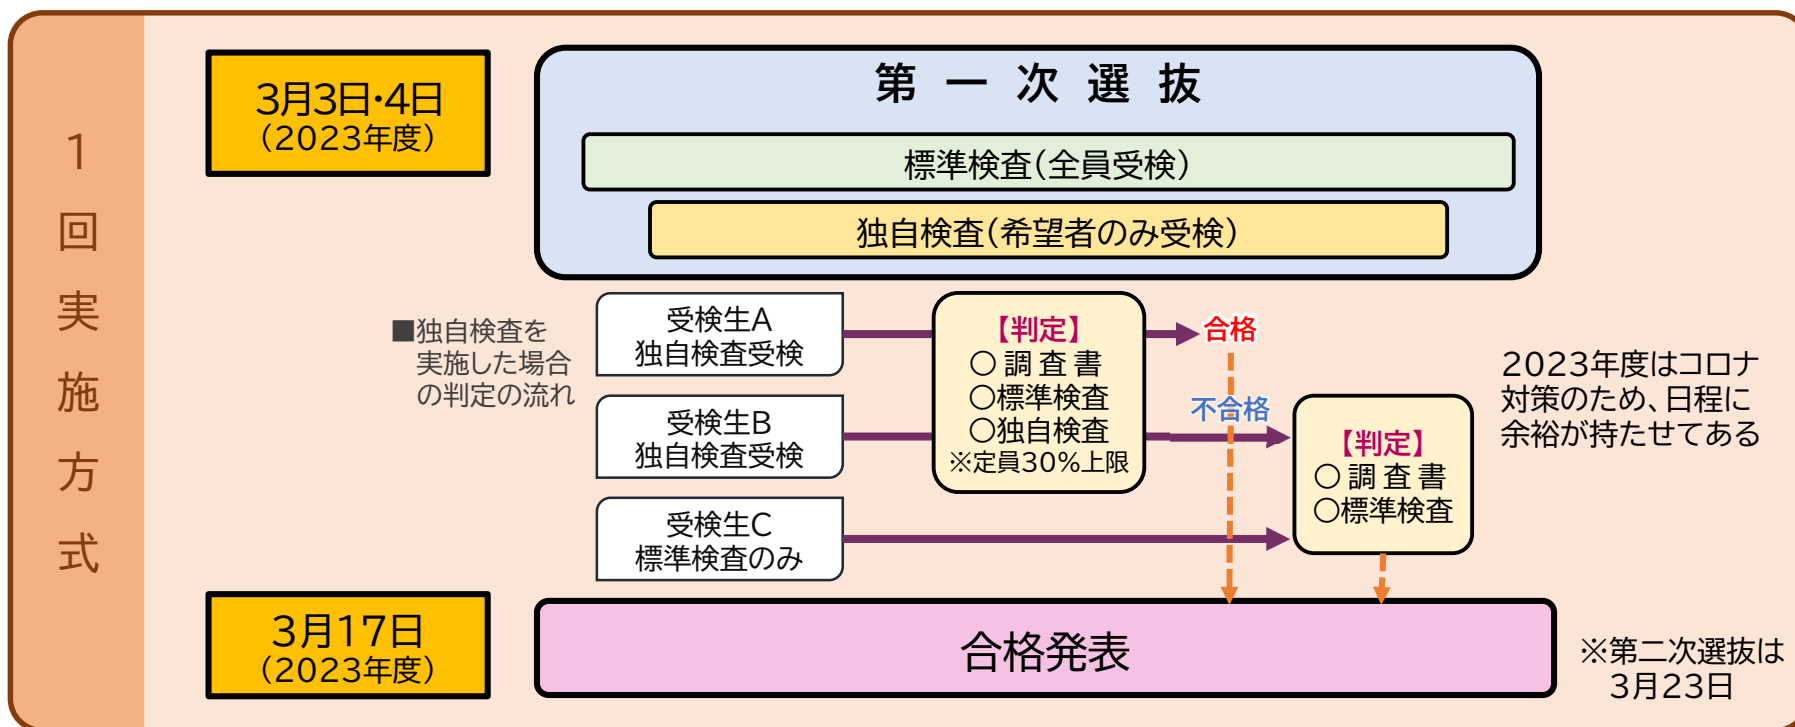 1回実施方式
3月3日・4日
（2023年度）
第一次選抜
標準検査（全員受検）
独自検査（希望者のみ受検）
■独自検査を
実施した場合
の判定の流れ
受検生A
独自検査受検
受検生B
独自検査受検
受検生C
標準検査のみ
【判定】
○調査書
○標準検査
○独自検査
※定員30%上限
合格
不合格
【判定】
○調査書
○標準検査
2023年度はコロナ
対策のため、日程に
余裕が持たせてある
3月17日
（2023年度）
合格発表
※第二次選抜は
3月23日